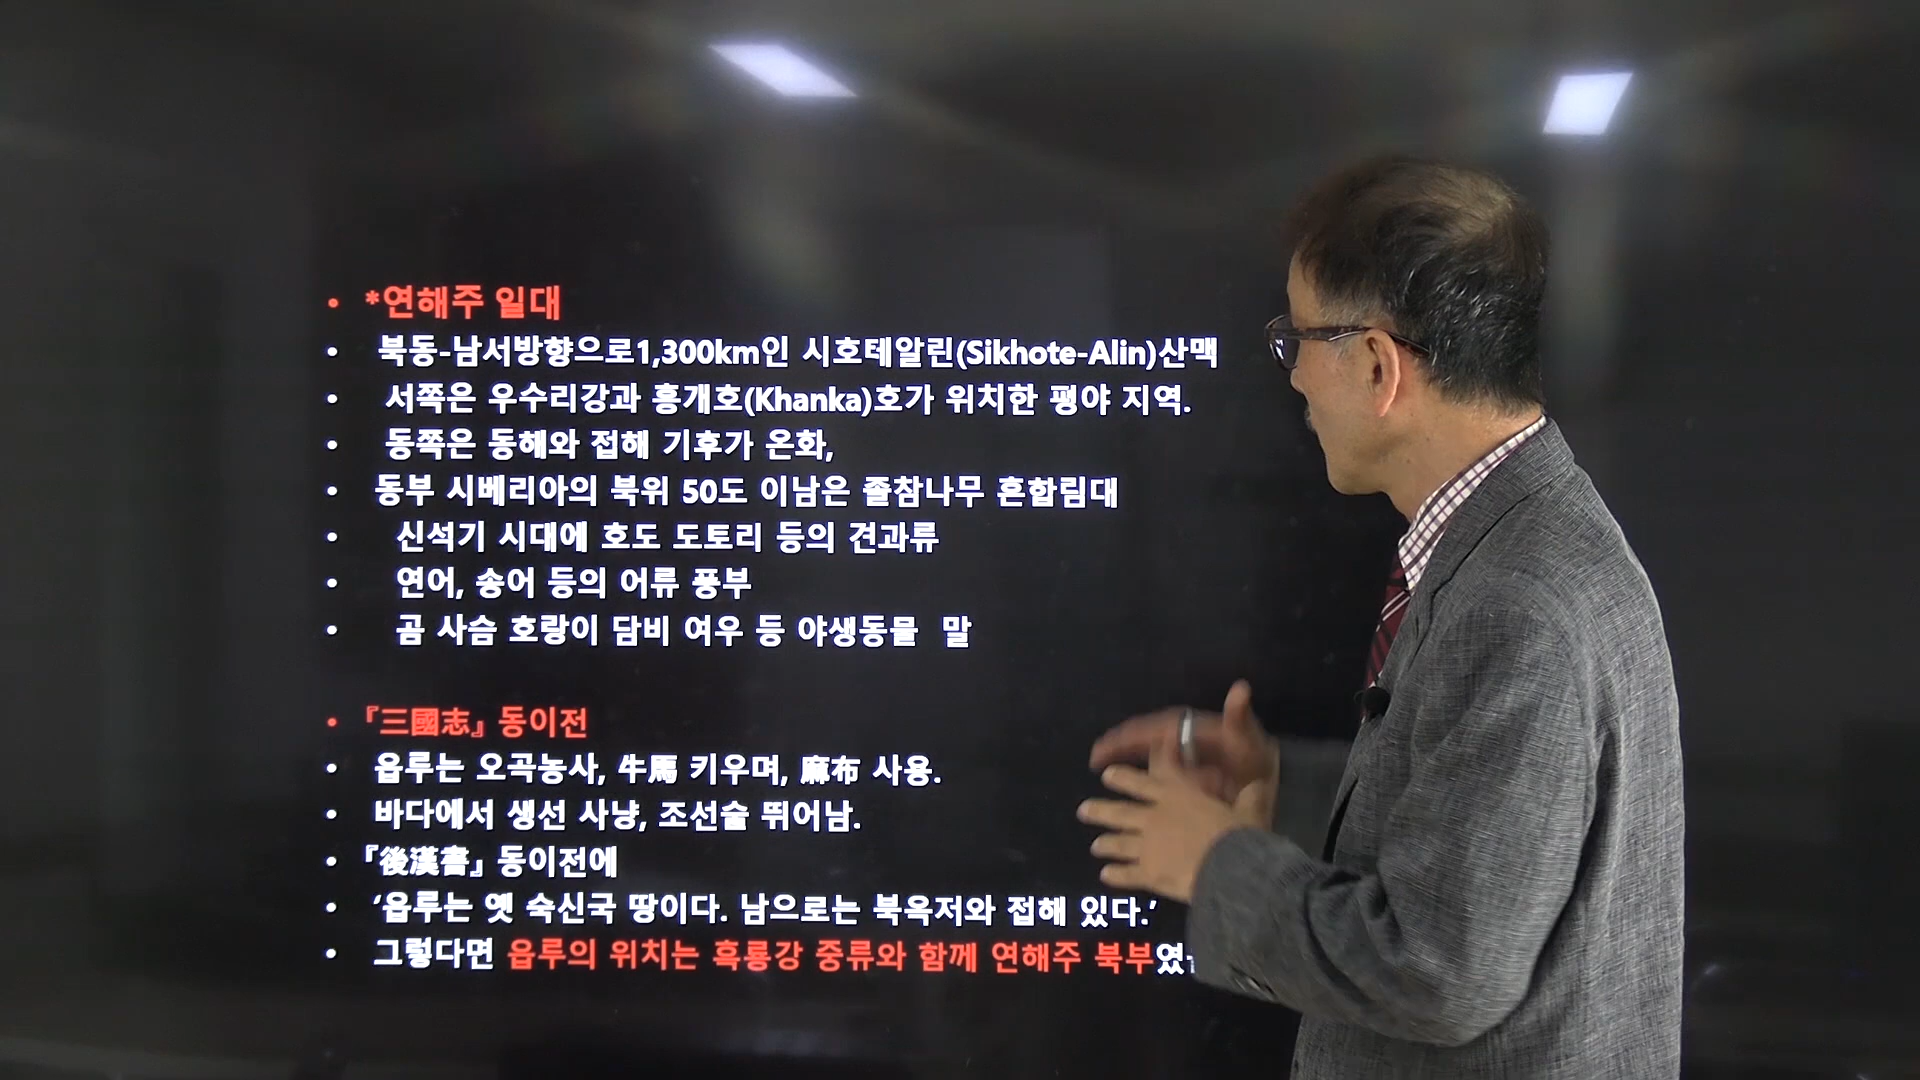 • *연해주 일대
• 북동-남서방향으로1,300km인 시호테알린(Sikhote-Alin)산맥
• 서쪽은 우수리강과 흥개호(Khanka)호가 위치한 평야 지역.
• 동쪽은 동해와 접해 기후가 온화,
• 동부 시베리아의 북위 50도 이남은 졸참나무 혼합림대
• 신석기 시대에 호도 도토리 등의 견과류
• 연어, 송어 등의 어류 풍부
• 곰 사슴 호랑이 담비 여우 등 야생동물 말
• 『三國志』 동이전
• 읍루는 오곡농사, 牛馬 키우며, 麻布 사용.
• 바다에서 생선 사냥, 조선술 뛰어남.
• 『後漢書』 동이전에
• ‘읍루는 옛 숙신국 땅이다. 남으로는 북옥저와 접해 있다.’
• 그렇다면 읍루의 위치는 흑룡강 중류와 함께 연해주 북부였